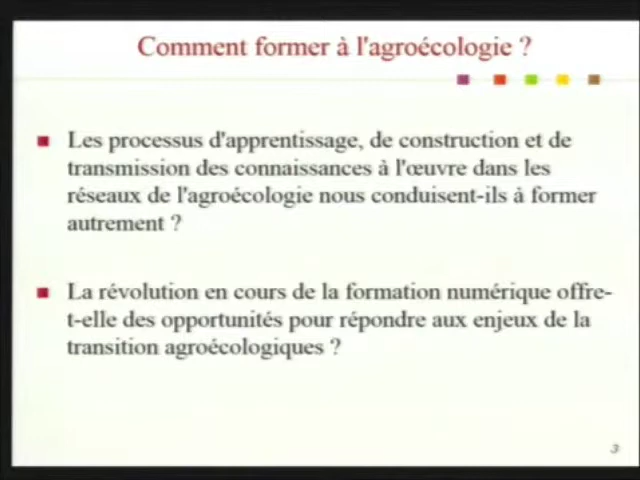 Comment former à l'agroécologie ?
Les processus d'apprentissage, de construction et de
transmission des connaissances à l'œuvre dans les
réseaux de l'agroécologie nous conduisent-ils à former
autrement ?
La révolution en cours de la formation numérique offre-
t-elle des opportunités pour répondre aux enjeux de la
transition agroécologiques ?
3